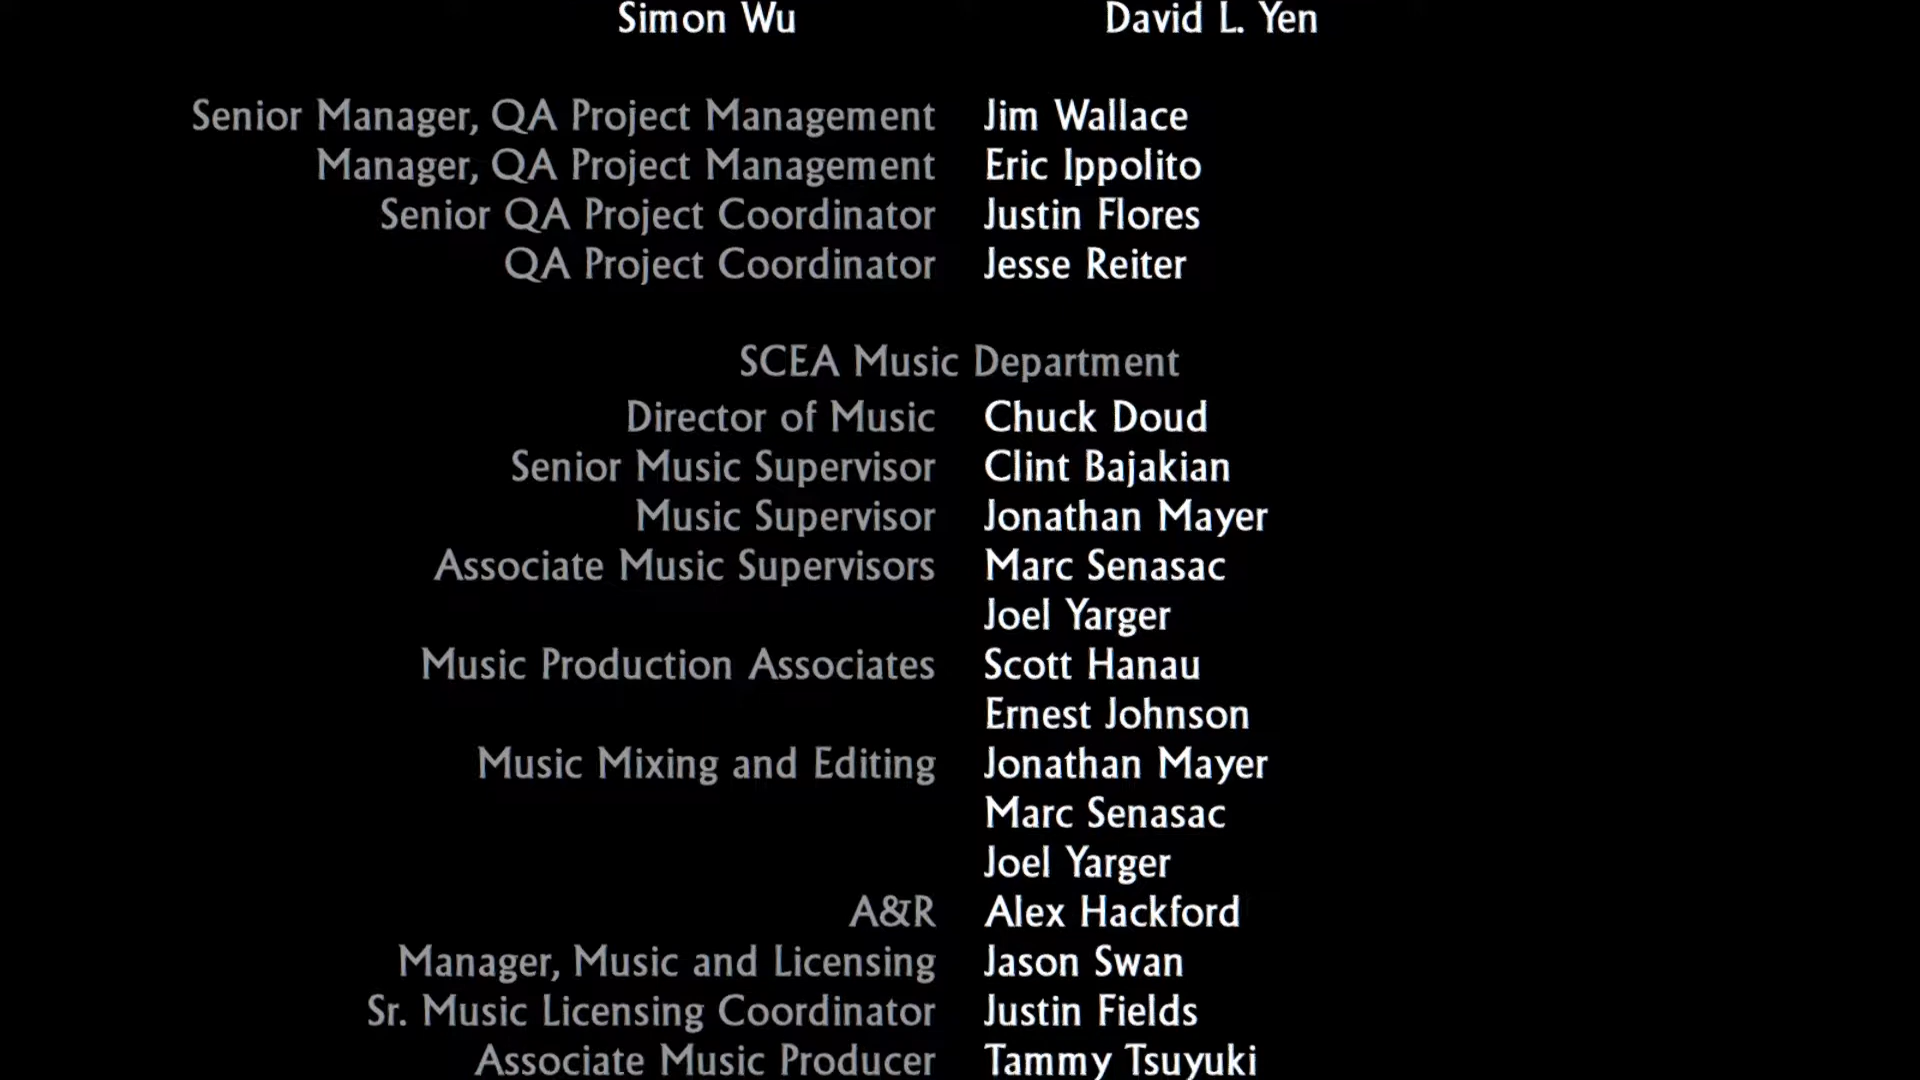 Simon Wu David L. Yen
Senior Manager, QA Project Management Jim Wallace
Manager, QA Project Management Eric Ippolito
Senior QA Project Coordinator Justin Flores
QA Project Coordinator Jesse Reiter
SCEA Music Department
Director of Music Chuck Doud
Senior Music Supervisor Clint Bajakian
Music Supervisor Jonathan Mayer
Associate Music Supervisors Marc Senasac
Joel Yarger
Music Production Associates Scott Hanau
Ernest Johnson
Music Mixing and Editing Jonathan Mayer
Marc Senasac
Joel Yarger
A&R Alex Hackford
Manager, Music and Licensing Jason Swan
Sr. Music Licensing Coordinator Justin Fields
Associate Music Producer Tammy Tsuyuki